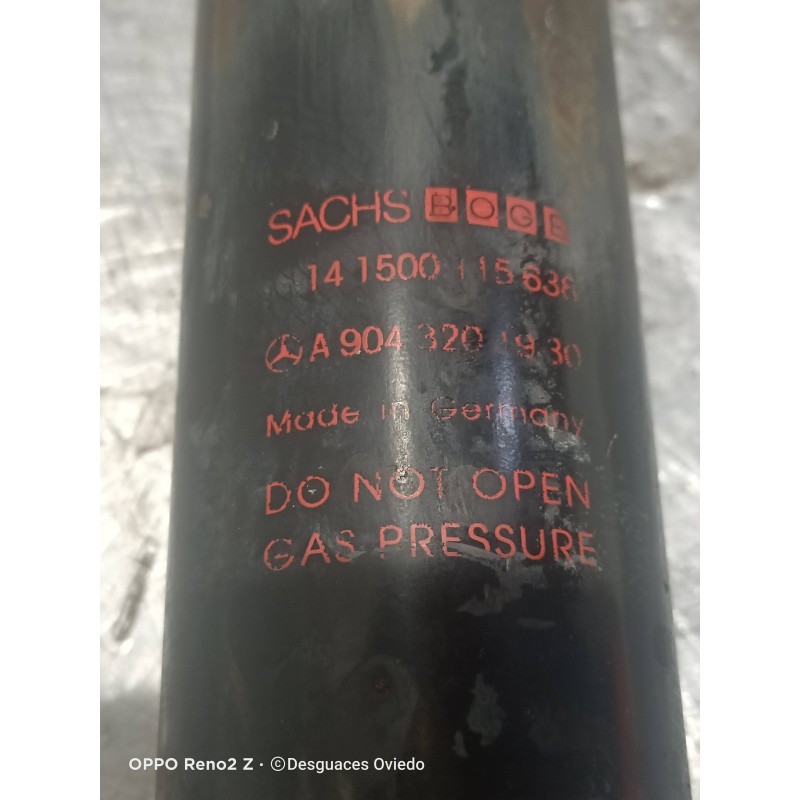 SACHS BOGE
14 1500 115 638
A 904 320 19 30
Made in Germany
DO NOT OPEN
GAS PRESSURE
OPPO Reno2 Z · ©Desguaces Oviedo